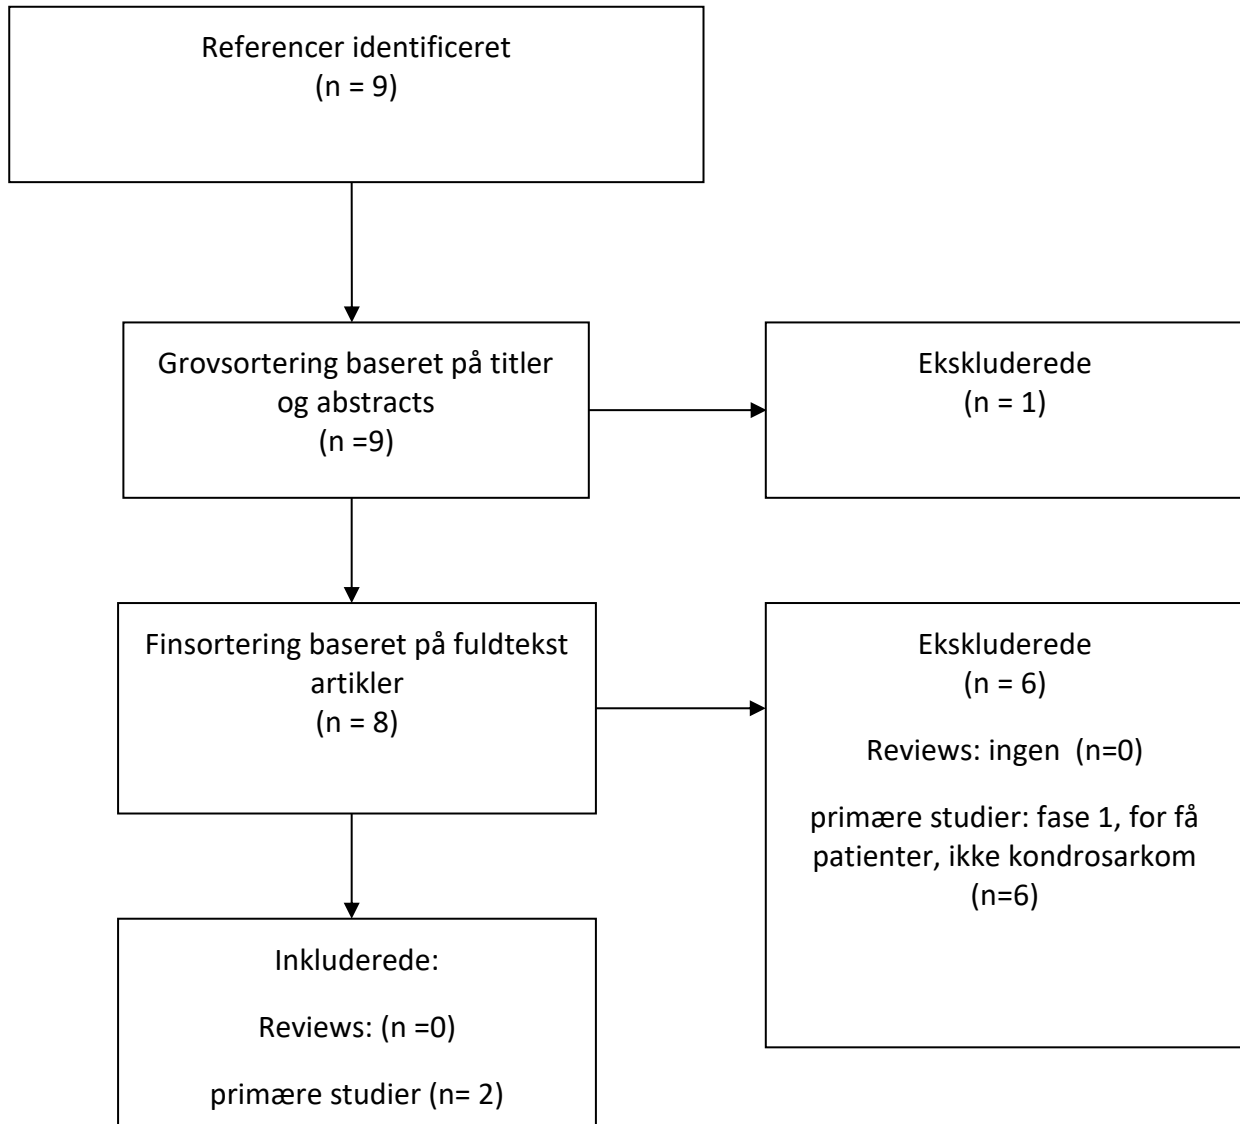 Referencer identificeret
(n = 9)
Grovsortering baseret på titler
og abstracts
(n =9)
Ekskluderede
(n = 1)
Finsortering baseret på fuldtekst
artikler
(n = 8)
Ekskluderede
(n = 6)
Reviews: ingen  (n=0)
primære studier: fase 1, for få
patienter, ikke kondrosarkom
(n=6)
Inkluderede:
Reviews: (n =0)
primære studier (n= 2)